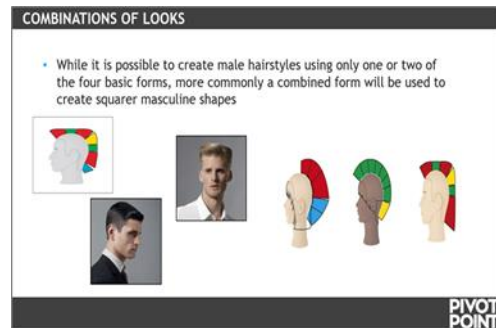 COMBINATIONS OF LOOKS
• While it is possible to create male hairstyles using only one or two of
the four basic forms, more commonly a combined form will be used to
create squarer masculine shapes
PIVOT
POINT